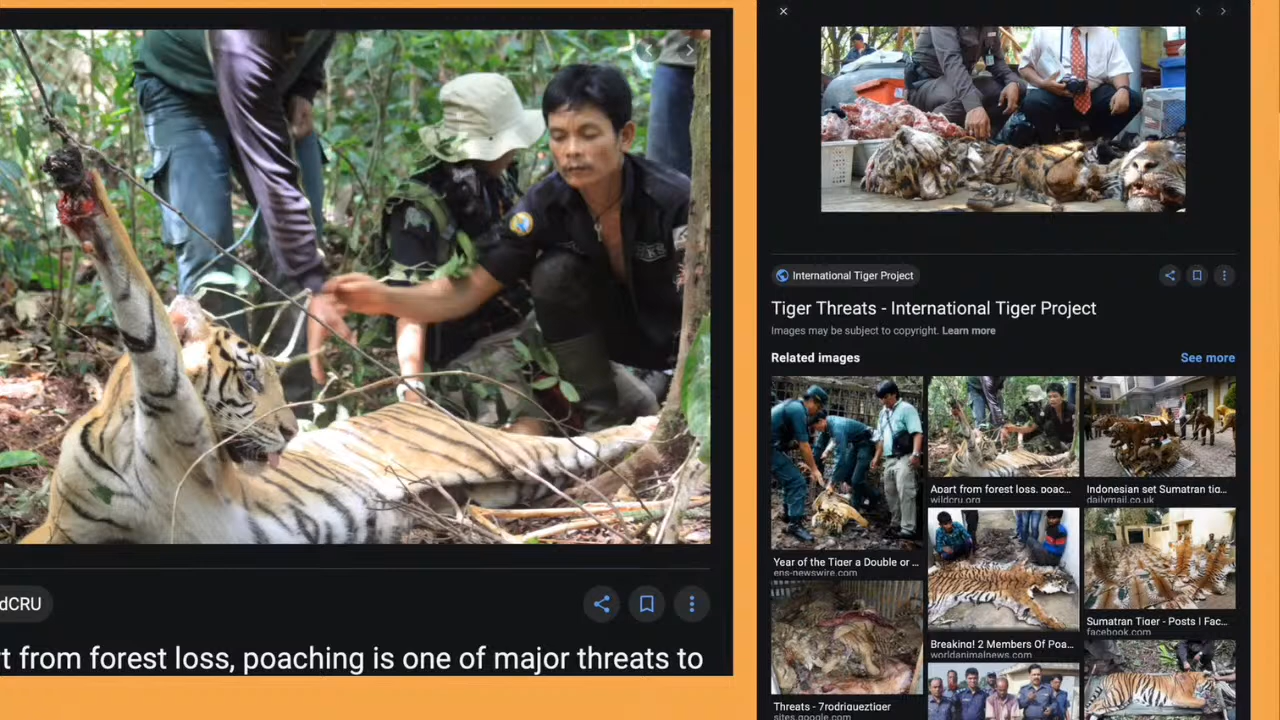 dCRU
t from forest loss, poaching is one of major threats to
International Tiger Project
Tiger Threats - International Tiger Project
Images may be subject to copyright. Learn more
Related images
See more
Year of the Tiger a Double or ...
ens-newswire.com
Apart from forest loss, poac...
wildcru.org
Indonesian set Sumatran tig...
dailymail.co.uk
Breaking! 2 Members Of Poa...
worldanimalnews.com
Sumatran Tiger - Posts | Fac...
facebook.com
Threats - 7rodrigueztiger
sites.google.com